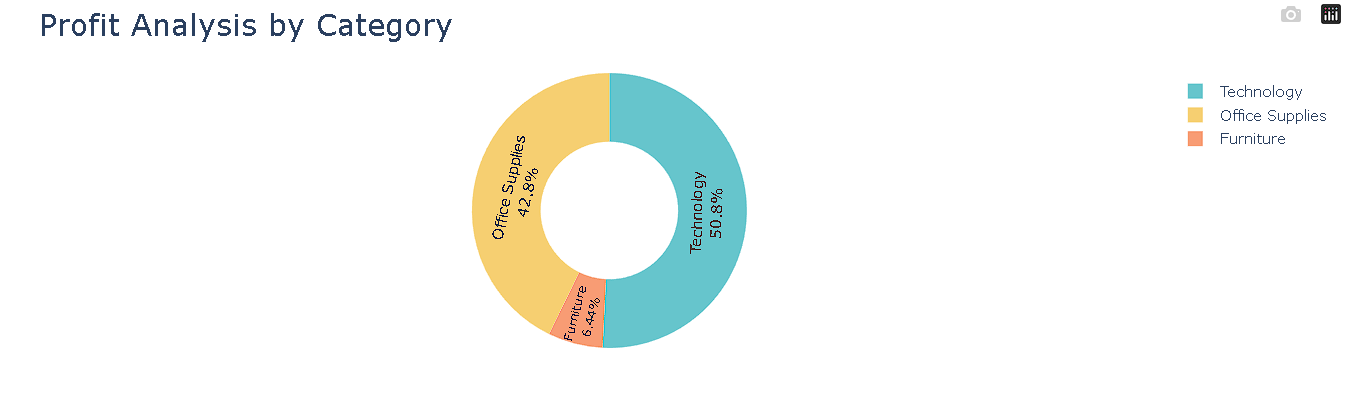 Profit Analysis by Category
Technology
Office Supplies
Furniture
Office Supplies
42.8%
Technology
50.8%
Furniture
6.44%